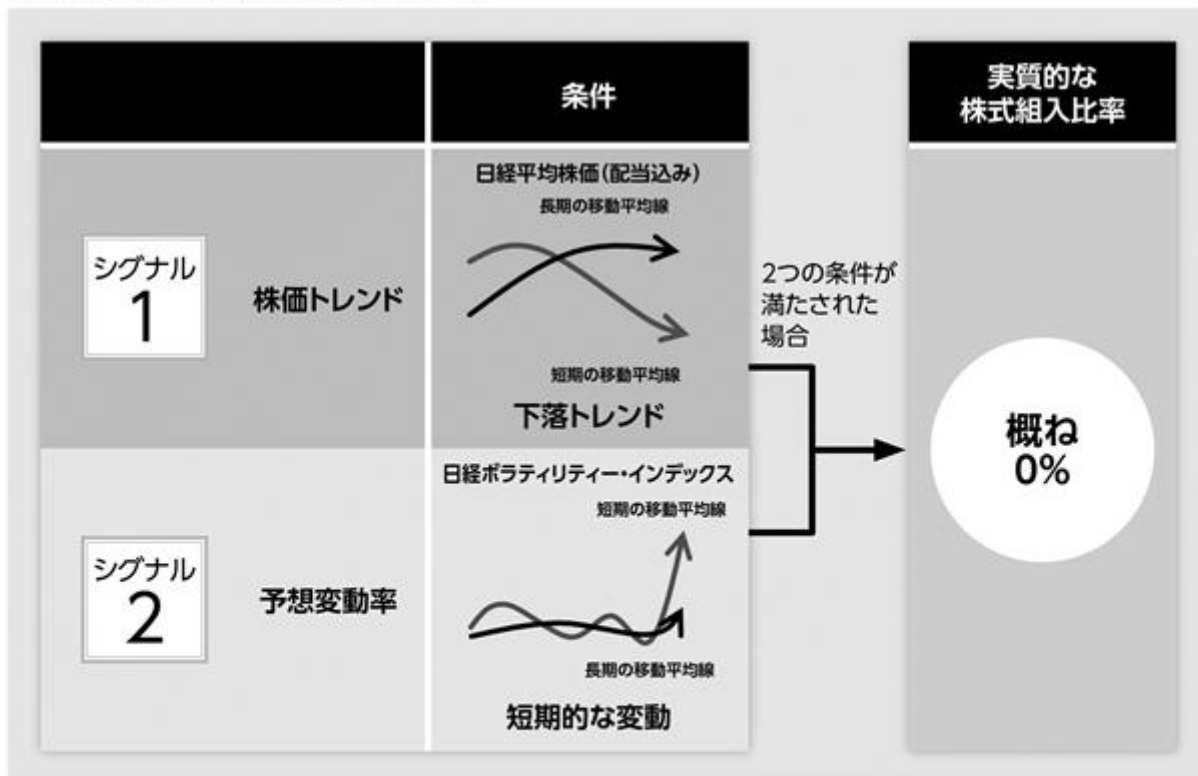 条件
実質的な
株式組入比率
シグナル
1
株価トレンド
日経平均株価(配当込み)
長期の移動平均線
短期の移動平均線
下落トレンド
2つの条件が
満たされた
場合
概ね
0%
シグナル
2
予想変動率
日経ボラティリティー・インデックス
短期の移動平均線
長期の移動平均線
短期的な変動